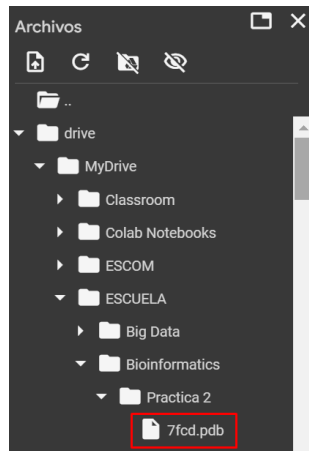 Archivos
..
drive
MyDrive
Classroom
Colab Notebooks
ESCOM
ESCUELA
Big Data
Bioinformatics
Practica 2
7fcd.pdb